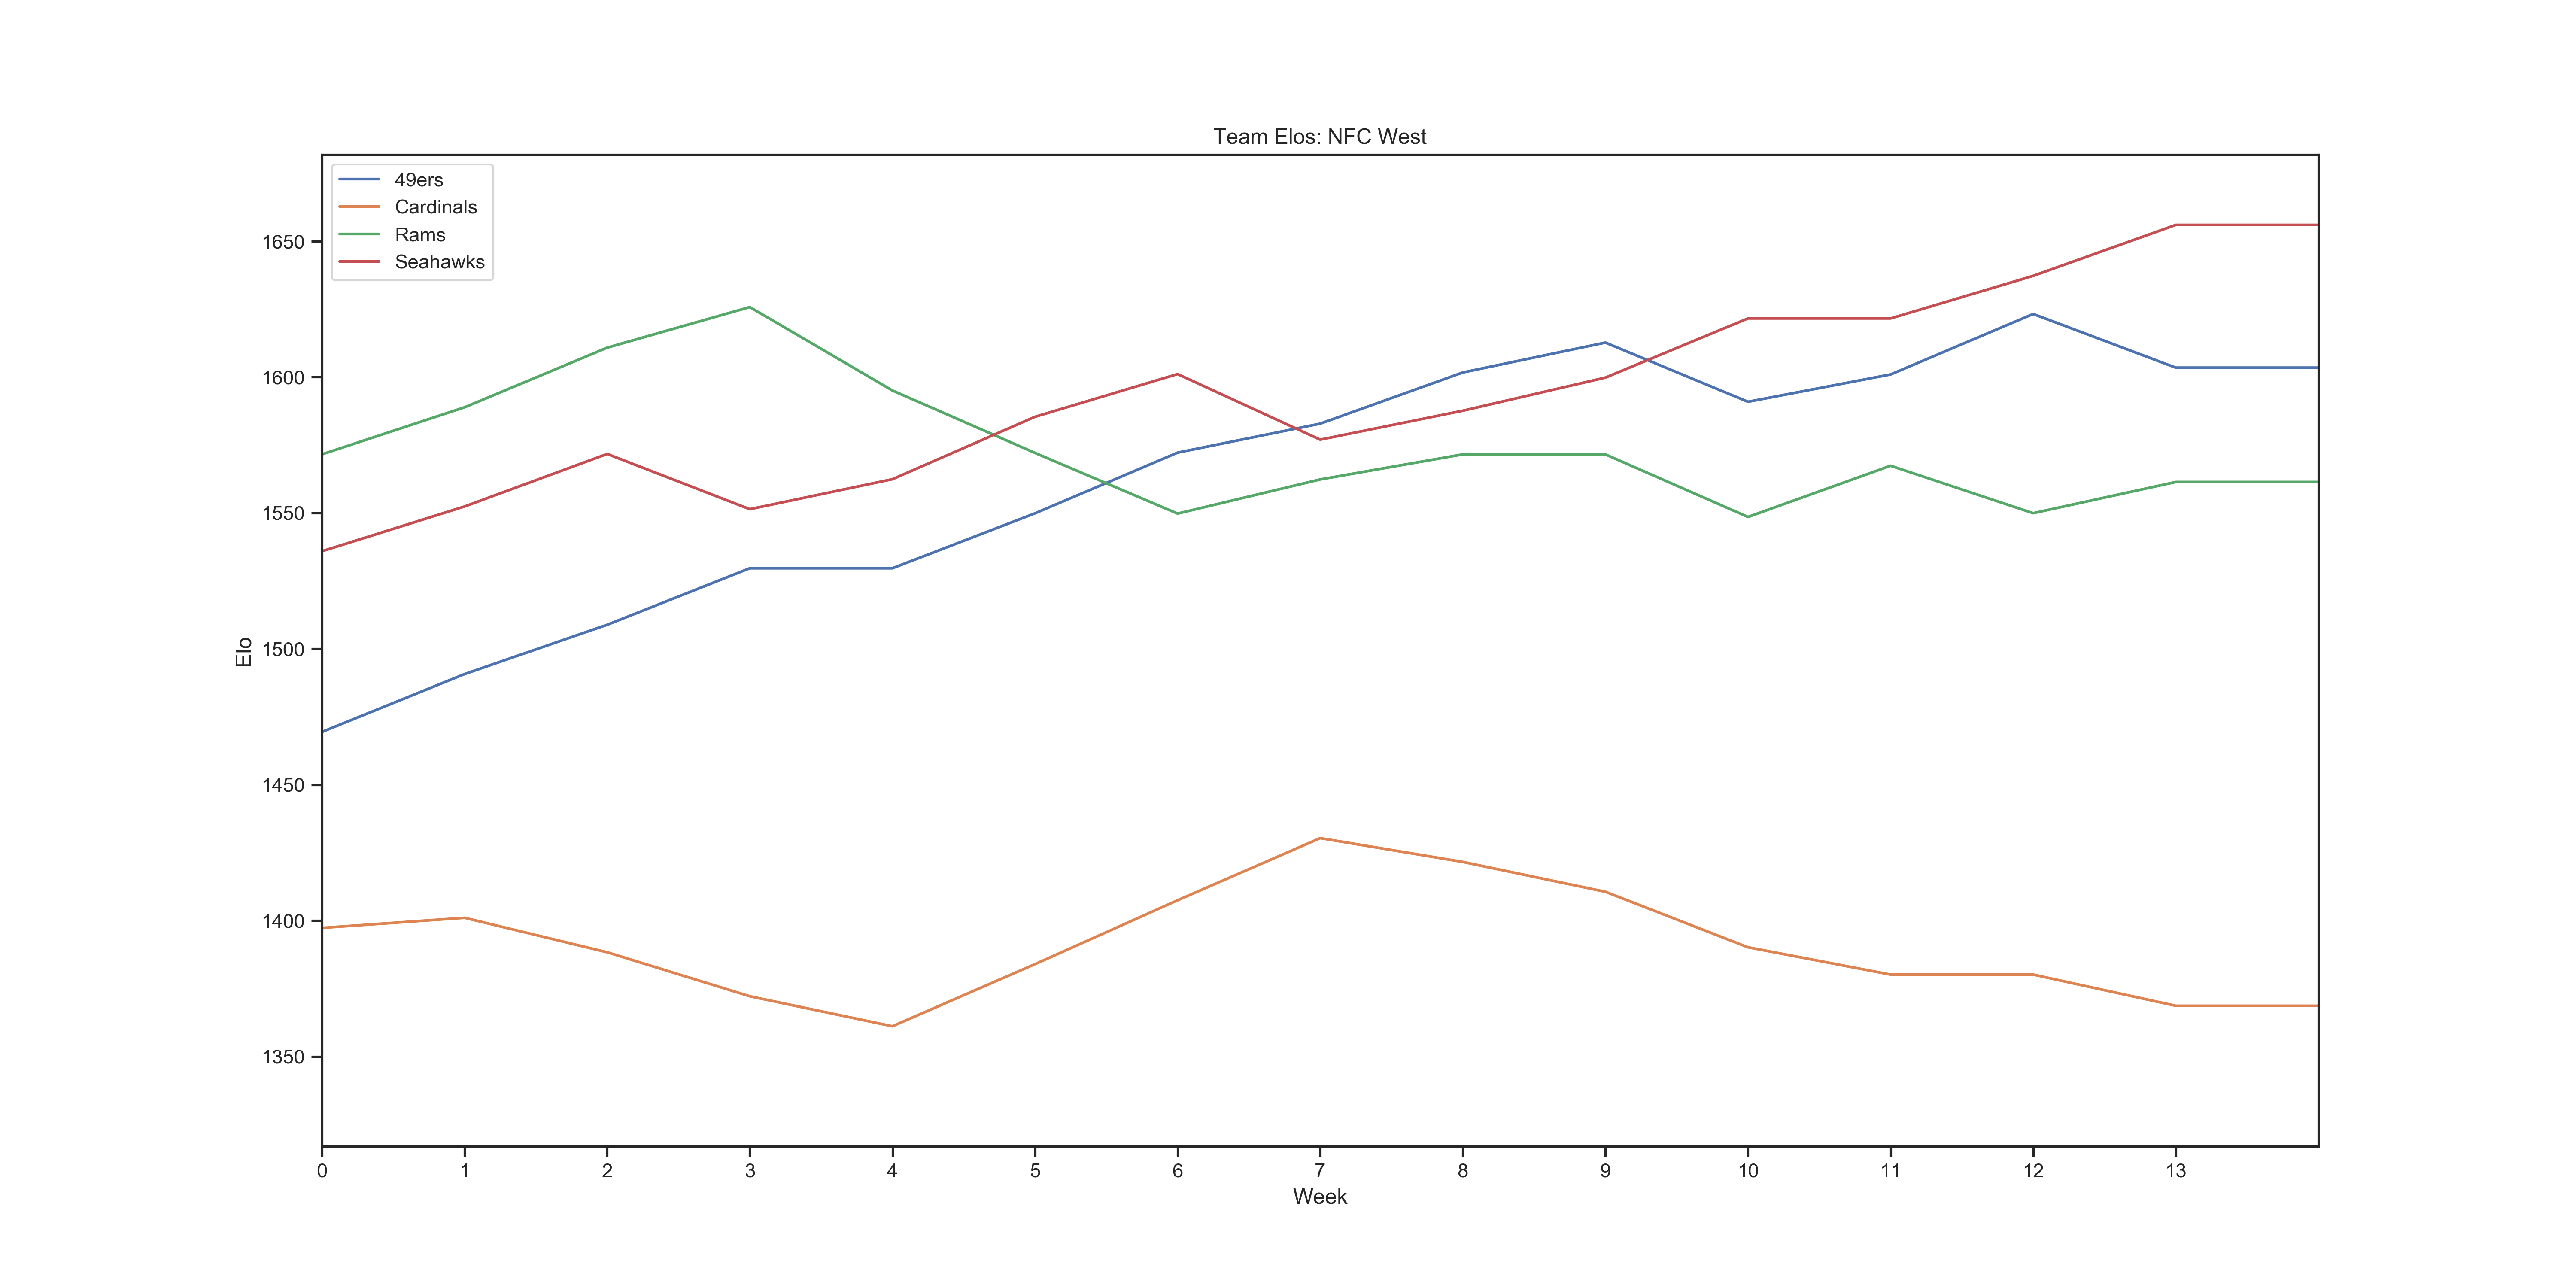 Team Elos: NFC West
49ers
Cardinals
Rams
Seahawks
1650
1600
1550
1500
1450
1400
1350
Elo
0 1 2 3 4 5 6 7 8 9 10 11 12 13
Week